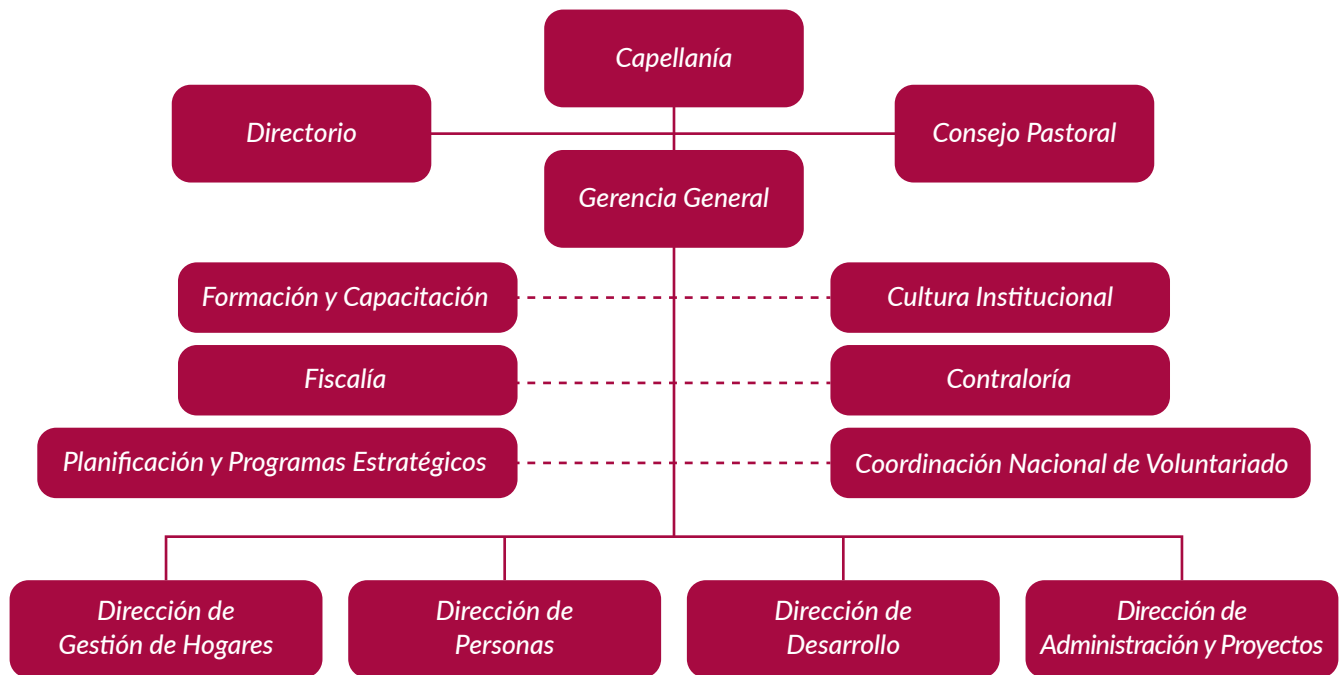 Capellanía
Directorio
Consejo Pastoral
Gerencia General
Formación y Capacitación
Cultura Institucional
Fiscalía
Contraloría
Planificación y Programas Estratégicos
Coordinación Nacional de Voluntariado
Dirección de
Gestión de Hogares
Dirección de
Personas
Dirección de
Desarrollo
Dirección de
Administración y Proyectos